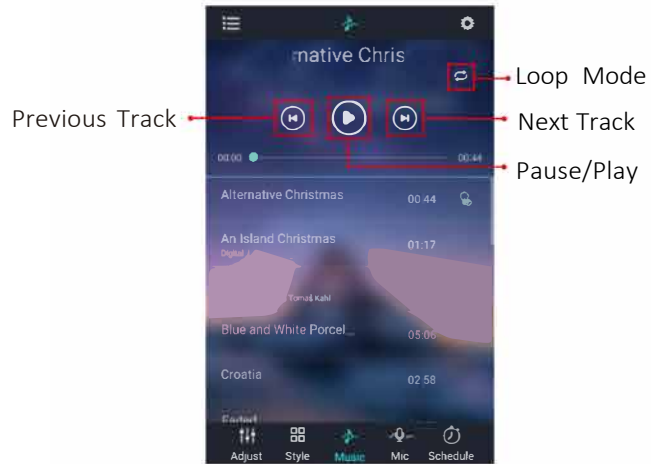 native Chris
Loop Mode
Previous Track
Next Track
00:00
00:44
Pause/Play
Alternative Christmas
00:44
An Island Christmas
01:17
Digital
Tomaš Kahl
Blue and White Porcel...
05:06
Croatia
02:58
Faded
Adjust
Style
Music
Mic
Schedule